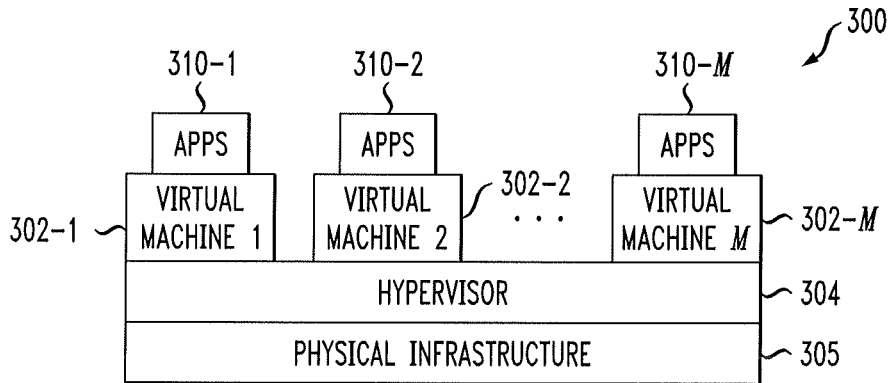 300
310-1 310-2 310-M
APPS APPS APPS
302-1 VIRTUAL MACHINE 1
VIRTUAL MACHINE 2 302-2
. . .
VIRTUAL MACHINE M 302-M
HYPERVISOR 304
PHYSICAL INFRASTRUCTURE 305